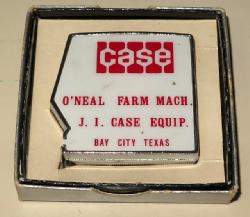 case
O'NEAL FARM MACH.
J. I. CASE EQUIP.
BAY CITY TEXAS